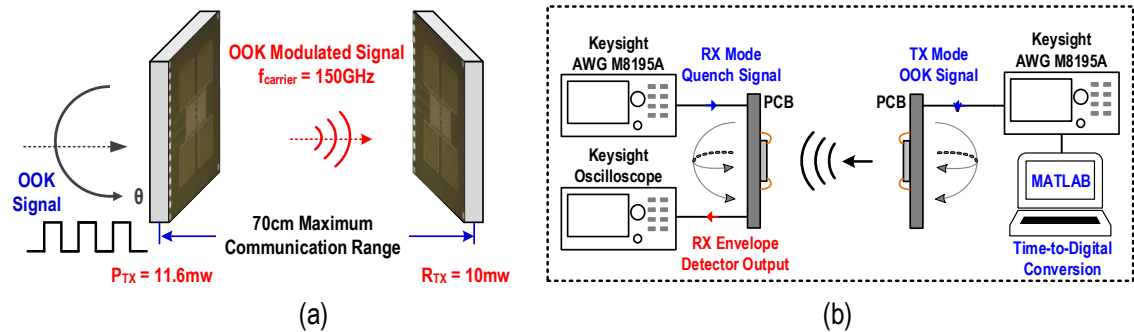 OOK Modulated Signal
fcarrier = 150GHz
OOK
Signal
θ
70cm Maximum
Communication Range
PTX = 11.6mw
RTX = 10mw
(a)
Keysight
AWG M8195A
RX Mode
Quench Signal
PCB
Keysight
Oscilloscope
RX Envelope
Detector Output
TX Mode
OOK Signal
PCB
Keysight
AWG M8195A
MATLAB
Time-to-Digital
Conversion
(b)